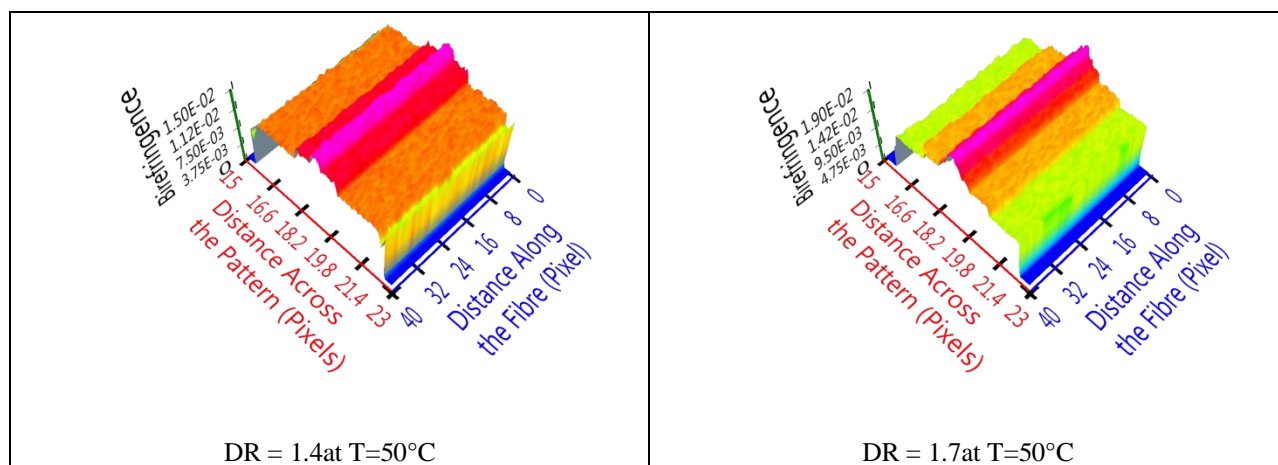 Birefringence
1.50E-02
1.12E-02
7.50E-03
3.75E-03
0
15
16.6
18.2
19.8
21.4
23
Distance Across
the Pattern (Pixels)
40
32
24
16
8
0
Distance Along
the Fibre (Pixel)
DR = 1.4at T=50°C
Birefringence
1.90E-02
1.42E-02
9.50E-03
4.75E-03
0
15
16.6
18.2
19.8
21.4
23
Distance Across
the Pattern (Pixels)
40
32
24
16
8
0
Distance Along
the Fibre (Pixel)
DR = 1.7at T=50°C